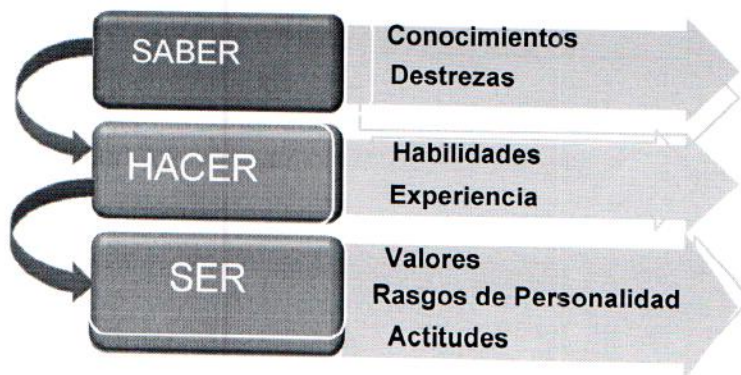 SABER
Conocimientos
Destrezas
HACER
Habilidades
Experiencia
SER
Valores
Rasgos de Personalidad
Actitudes